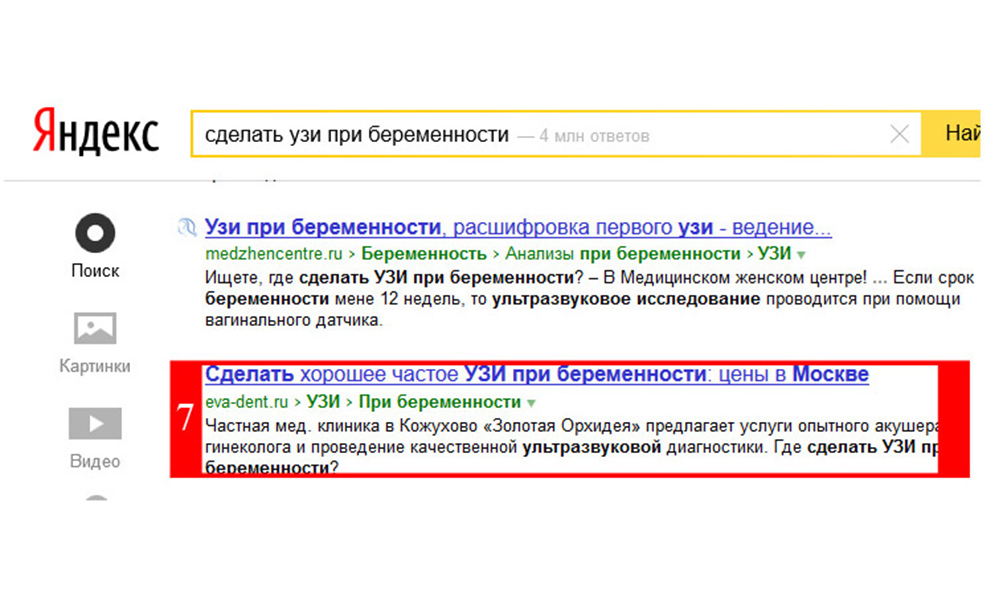 Яндекс
сделать узи при беременности — 4 млн ответов
Най
Поиск
Картинки
Видео
Узи при беременности, расшифровка первого узи - ведение...
medzhencentre.ru › Беременность › Анализы при беременности › УЗИ
Ищете, где сделать УЗИ при беременности? – В Медицинском женском центре! ... Если срок
беременности мене 12 недель, то ультразвуковое исследование проводится при помощи
вагинального датчика.
7
Сделать хорошее частое УЗИ при беременности: цены в Москве
eva-dent.ru › УЗИ › При беременности
Частная мед. клиника в Кожухово «Золотая Орхидея» предлагает услуги опытного акушера
гинеколога и проведение качественной ультразвуковой диагностики. Где сделать УЗИ пр
беременности?